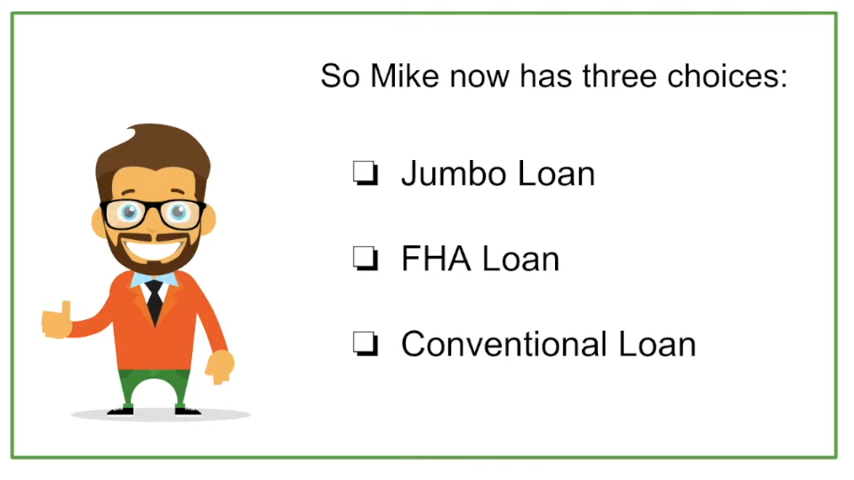 So Mike now has three choices:
❏ Jumbo Loan
❏ FHA Loan
❏ Conventional Loan